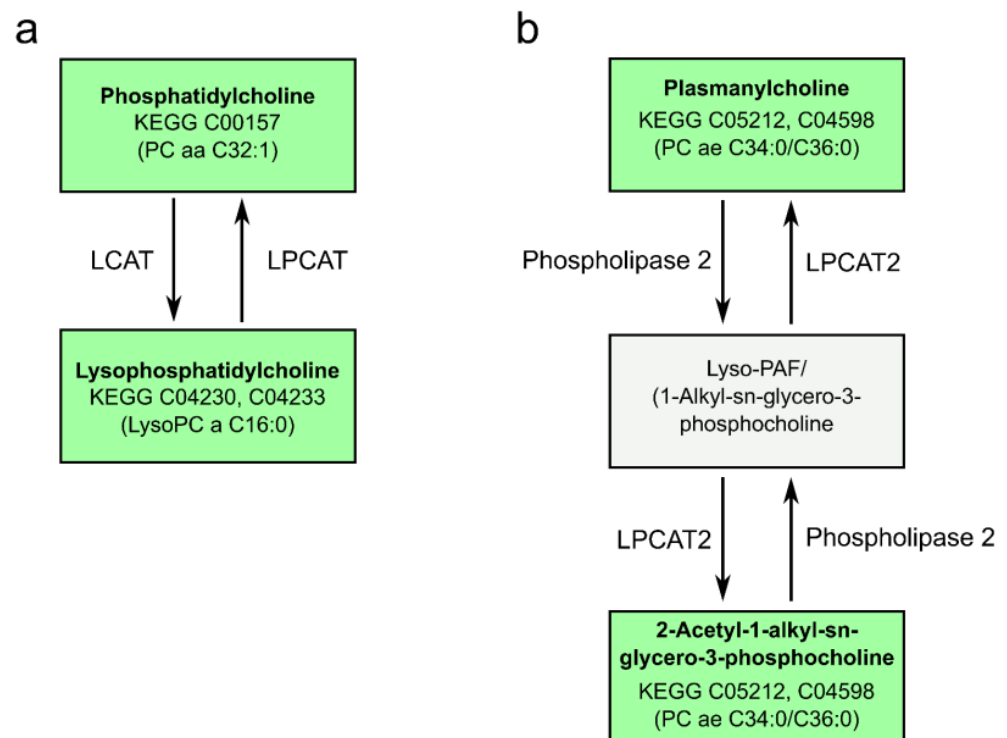 a
Phosphatidylcholine
KEGG C00157
(PC aa C32:1)
LCAT
LPCAT
Lysophosphatidylcholine
KEGG C04230, C04233
(LysoPC a C16:0)
b
Plasmanylcholine
KEGG C05212, C04598
(PC ae C34:0/C36:0)
Phospholipase 2
LPCAT2
Lyso-PAF/
(1-Alkyl-sn-glycero-3-
phosphocholine
LPCAT2
Phospholipase 2
2-Acetyl-1-alkyl-sn-
glycero-3-phosphocholine
KEGG C05212, C04598
(PC ae C34:0/C36:0)